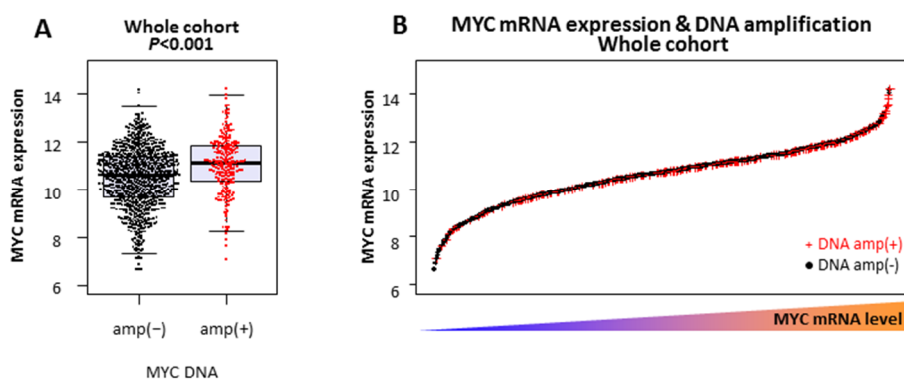 A
Whole cohort
P<0.001
MYC mRNA expression
14
12
10
8
6
amp(−)
amp(+)
MYC DNA
B
MYC mRNA expression & DNA amplification
Whole cohort
MYC mRNA expression
14
12
10
8
6
+ DNA amp(+)
● DNA amp(-)
MYC mRNA level